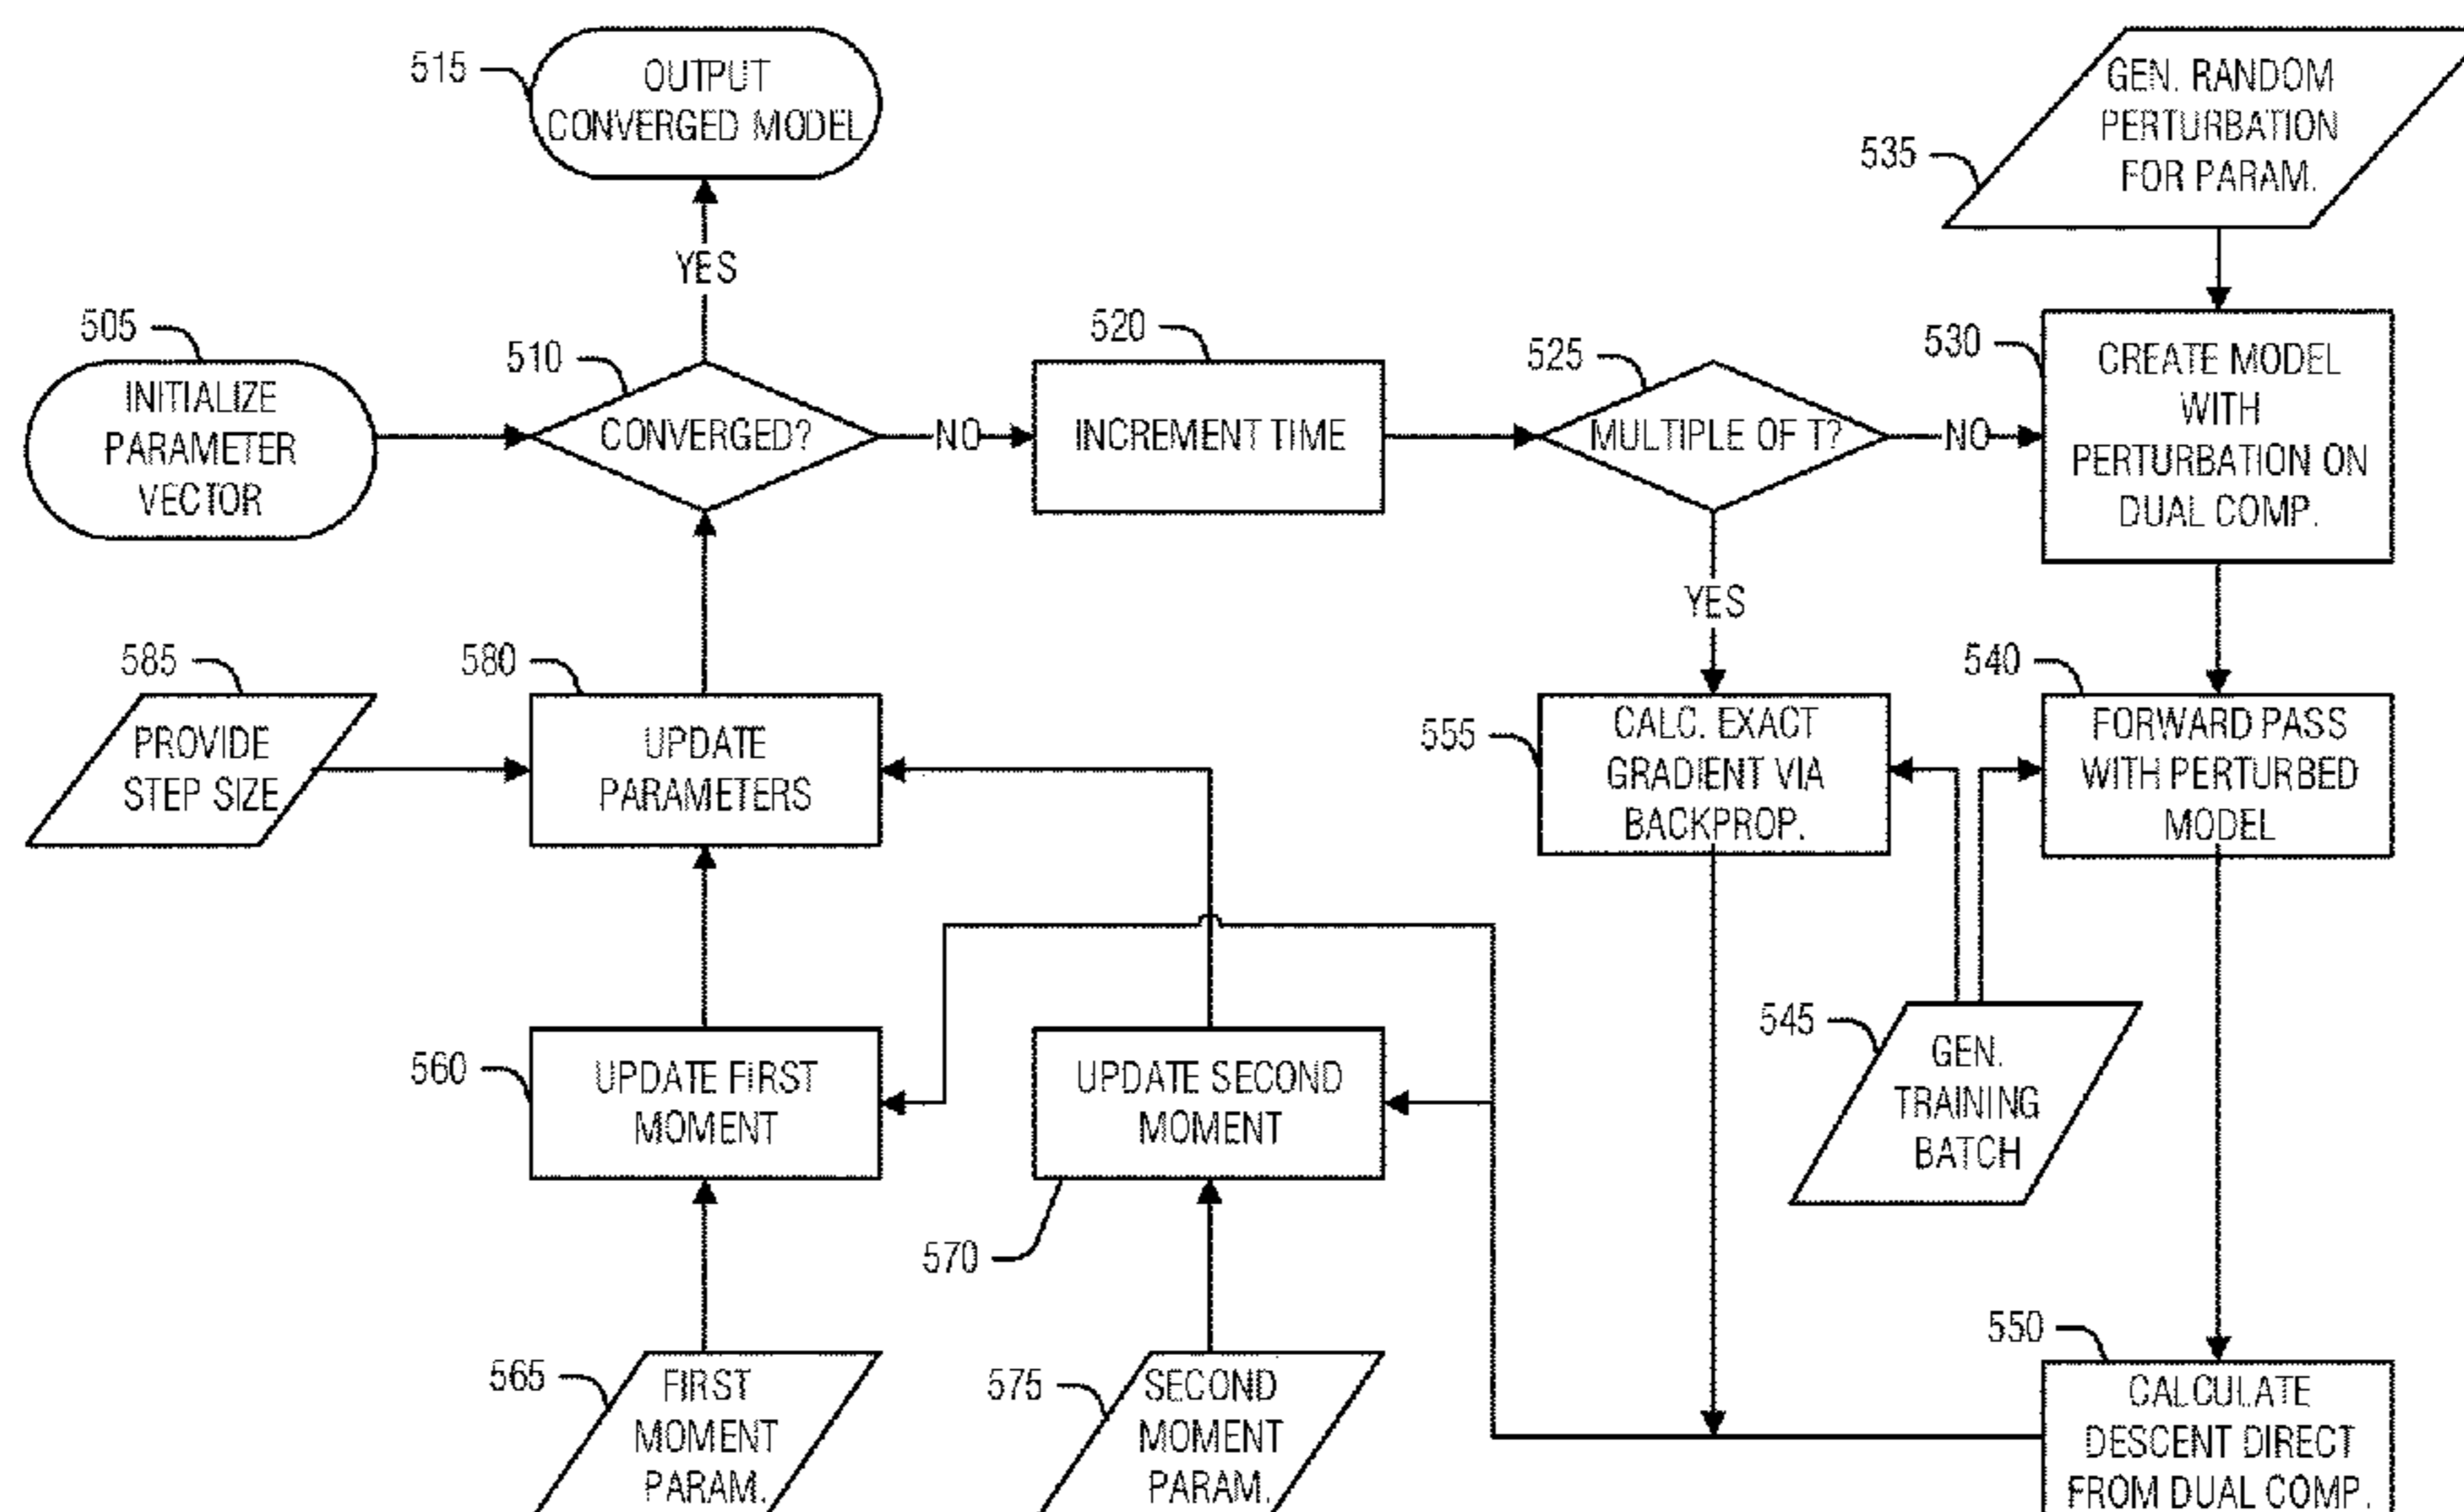 515
OUTPUT
CONVERGED MODEL
535
GEN. RANDOM
PERTURBATION
FOR PARAM.
YES
505
INITIALIZE
PARAMETER
VECTOR
510
CONVERGED?
NO
520
INCREMENT TIME
525
MULTIPLE OF T?
NO
530
CREATE MODEL
WITH
PERTURBATION ON
DUAL COMP.
YES
585
PROVIDE
STEP SIZE
580
UPDATE
PARAMETERS
555
CALC. EXACT
GRADIENT VIA
BACKPROP.
540
FORWARD PASS
WITH PERTURBED
MODEL
560
UPDATE FIRST
MOMENT
UPDATE SECOND
MOMENT
570
545
GEN.
TRAINING
BATCH
565
FIRST
MOMENT
PARAM.
575
SECOND
MOMENT
PARAM.
550
CALCULATE
DESCENT DIRECT
FROM DUAL COMP.